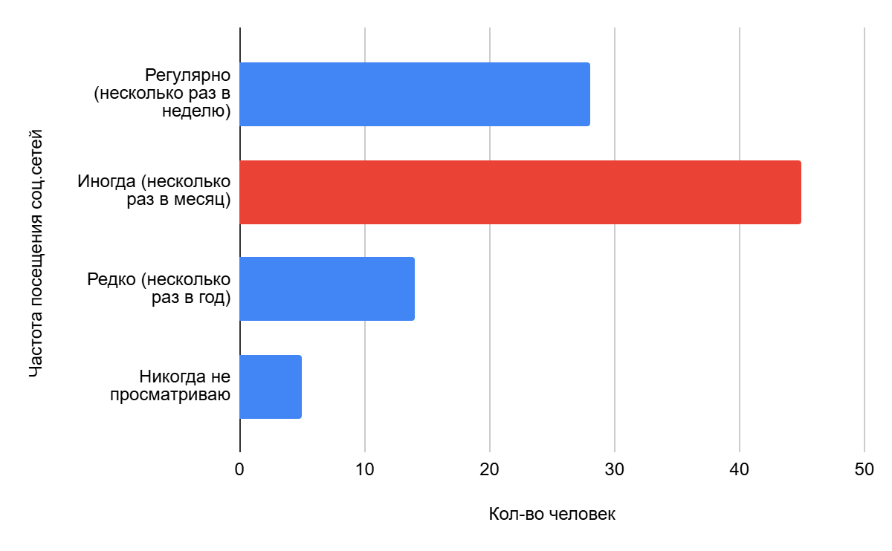 Регулярно
(несколько раз в
неделю)
Иногда (несколько
раз в месяц)
Редко (несколько
раз в год)
Никогда не
просматриваю
Частота посещения соц.сетей
0 10 20 30 40 50
Кол-во человек